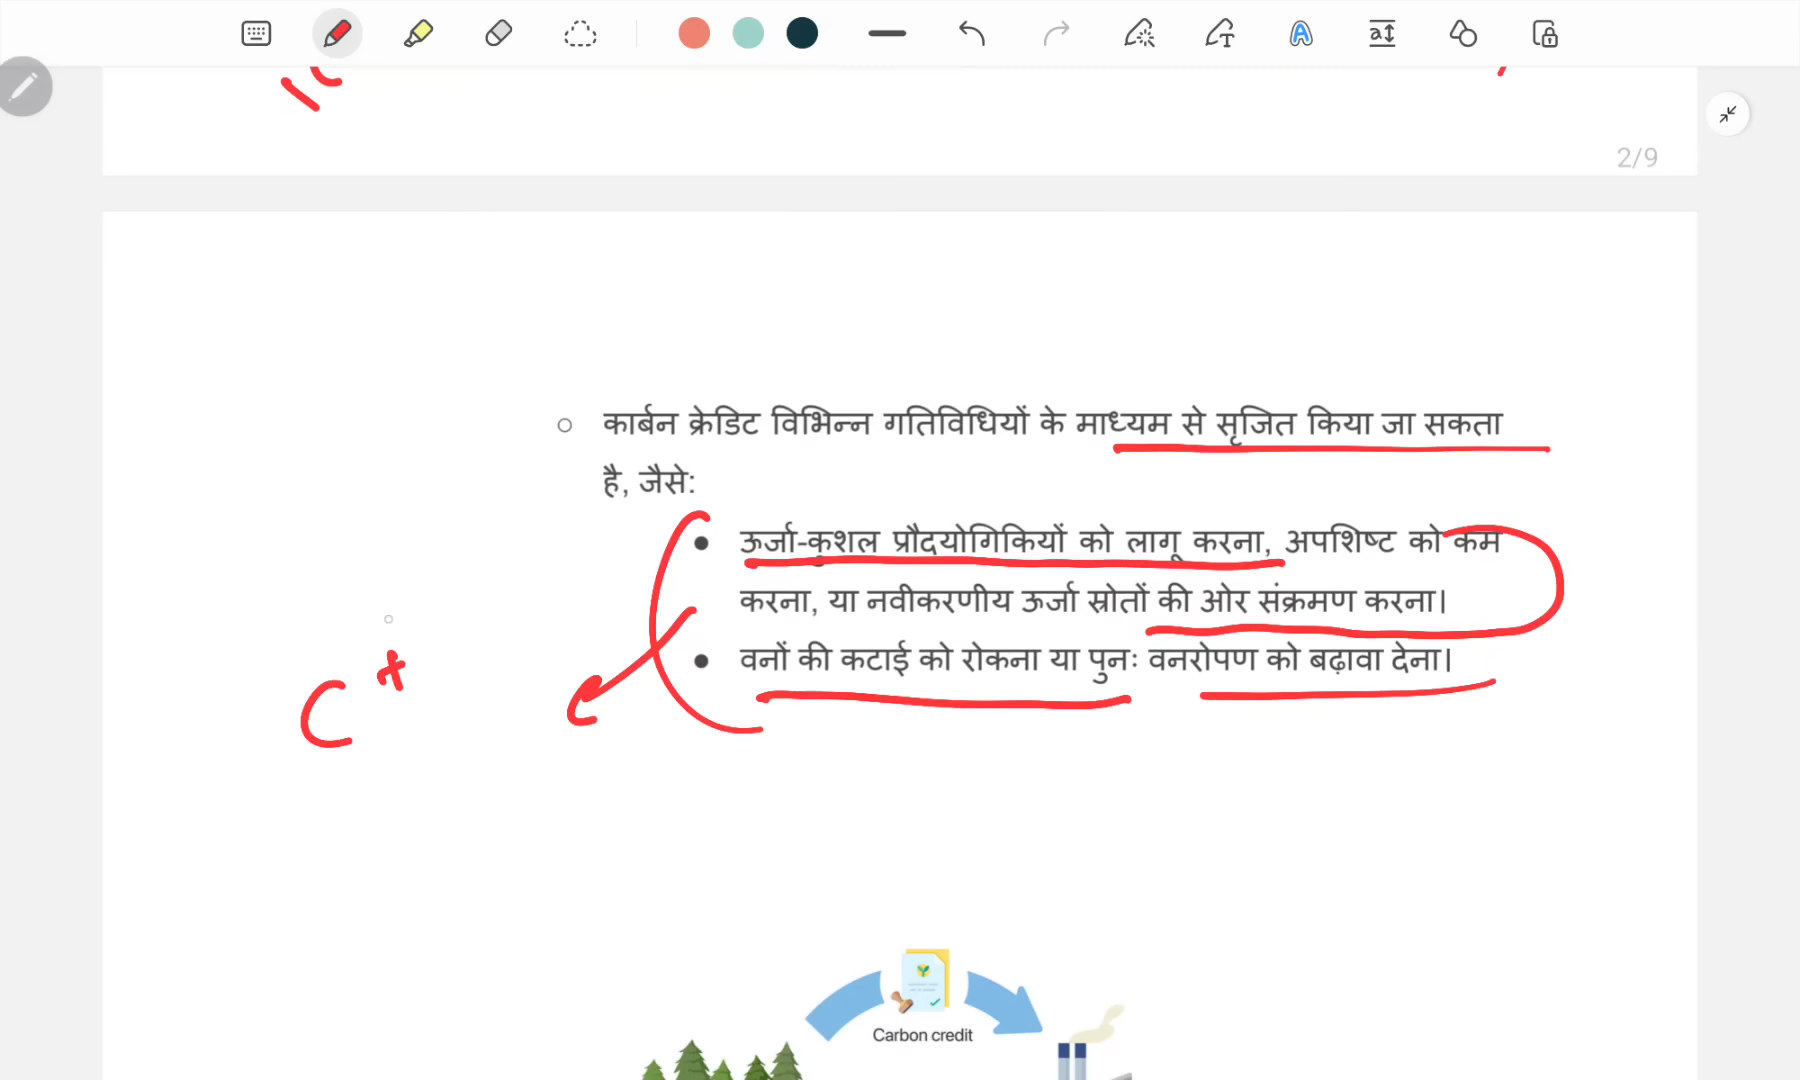 2/9
कार्बन क्रेडिट विभिन्न गतिविधियों के माध्यम से सृजित किया जा सकता
है, जैसे:
ऊर्जा-कुशल प्रौद्योगिकियों को लागू करना, अपशिष्ट को कम
करना, या नवीकरणीय ऊर्जा स्रोतों की ओर संक्रमण करना।
वनों की कटाई को रोकना या पुनः वनरोपण को बढ़ावा देना।
C+
Carbon credit